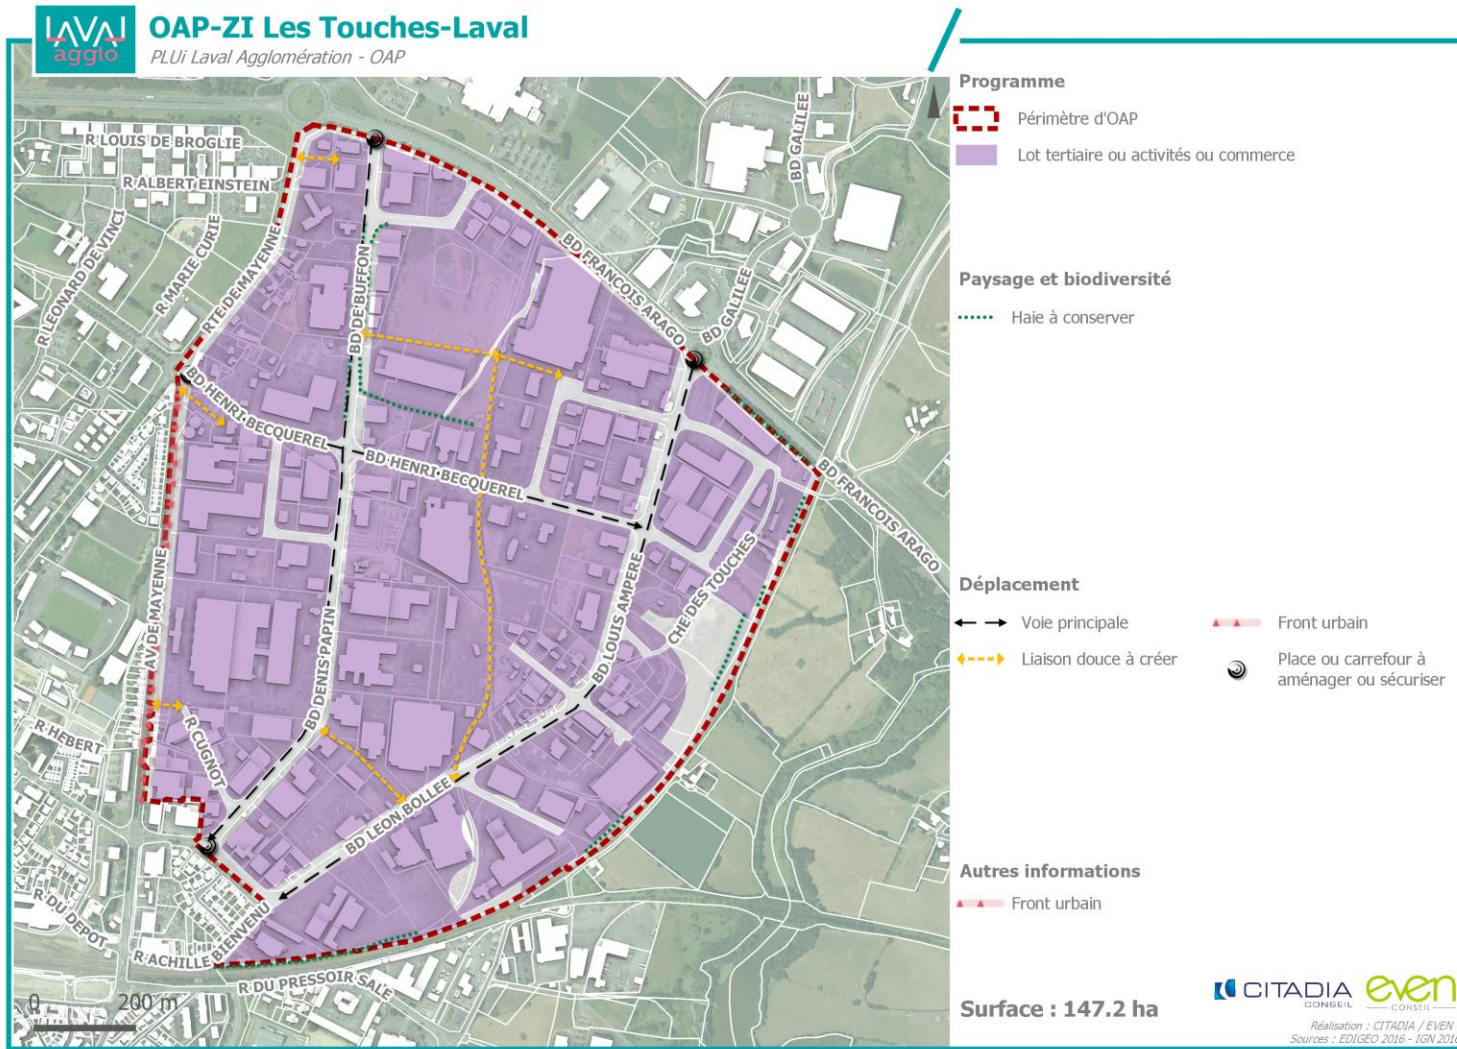 LAVAL
agglo
OAP-ZI Les Touches-Laval
PLUi Laval Agglomération - OAP
R LOUIS DE BROGLIE
R ALBERT EINSTEIN
R LEONARD DE VINCI
R MARIE CURIE
RTE DE MAYENNE
BD DE BUFFON
BD FRANCOIS ARAGO
BD GALILEE
BD GALILEE
BD HENRI BECQUEREL
BD HENRI BECQUEREL
BD FRANCOIS ARAGO
AV DE MAYENNE
BD DENIS PAPIN
BD LOUIS AMPERE
CHE DES TOUCHES
R HEBERT
R CUGNOT
BD LEON BOLLEE
R DU DEPOT
R ACHILLE BIENVENU
R DU PRESSOIR SALE
0 200 m
Programme
Périmètre d'OAP
Lot tertiaire ou activités ou commerce
Paysage et biodiversité
Haie à conserver
Déplacement
Voie principale
Front urbain
Liaison douce à créer
Place ou carrefour à
aménager ou sécuriser
Autres informations
Front urbain
Surface : 147.2 ha
CITADIA
CONSEIL
even
CONSEIL
Réalisation : CITADIA / EVEN
Sources : EDIGEO 2016 - IGN 2016